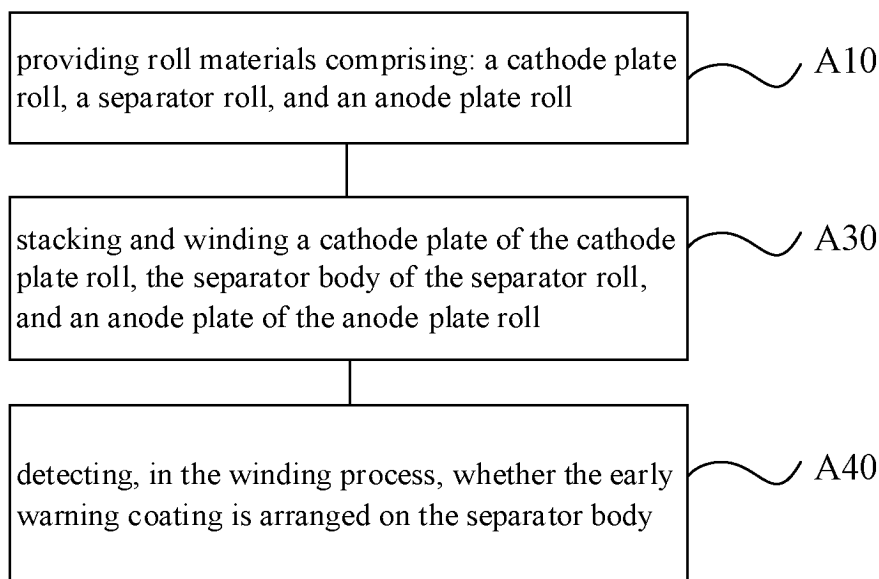 providing roll materials comprising: a cathode plate
roll, a separator roll, and an anode plate roll
A10
stacking and winding a cathode plate of the cathode
plate roll, the separator body of the separator roll,
and an anode plate of the anode plate roll
A30
detecting, in the winding process, whether the early
warning coating is arranged on the separator body
A40